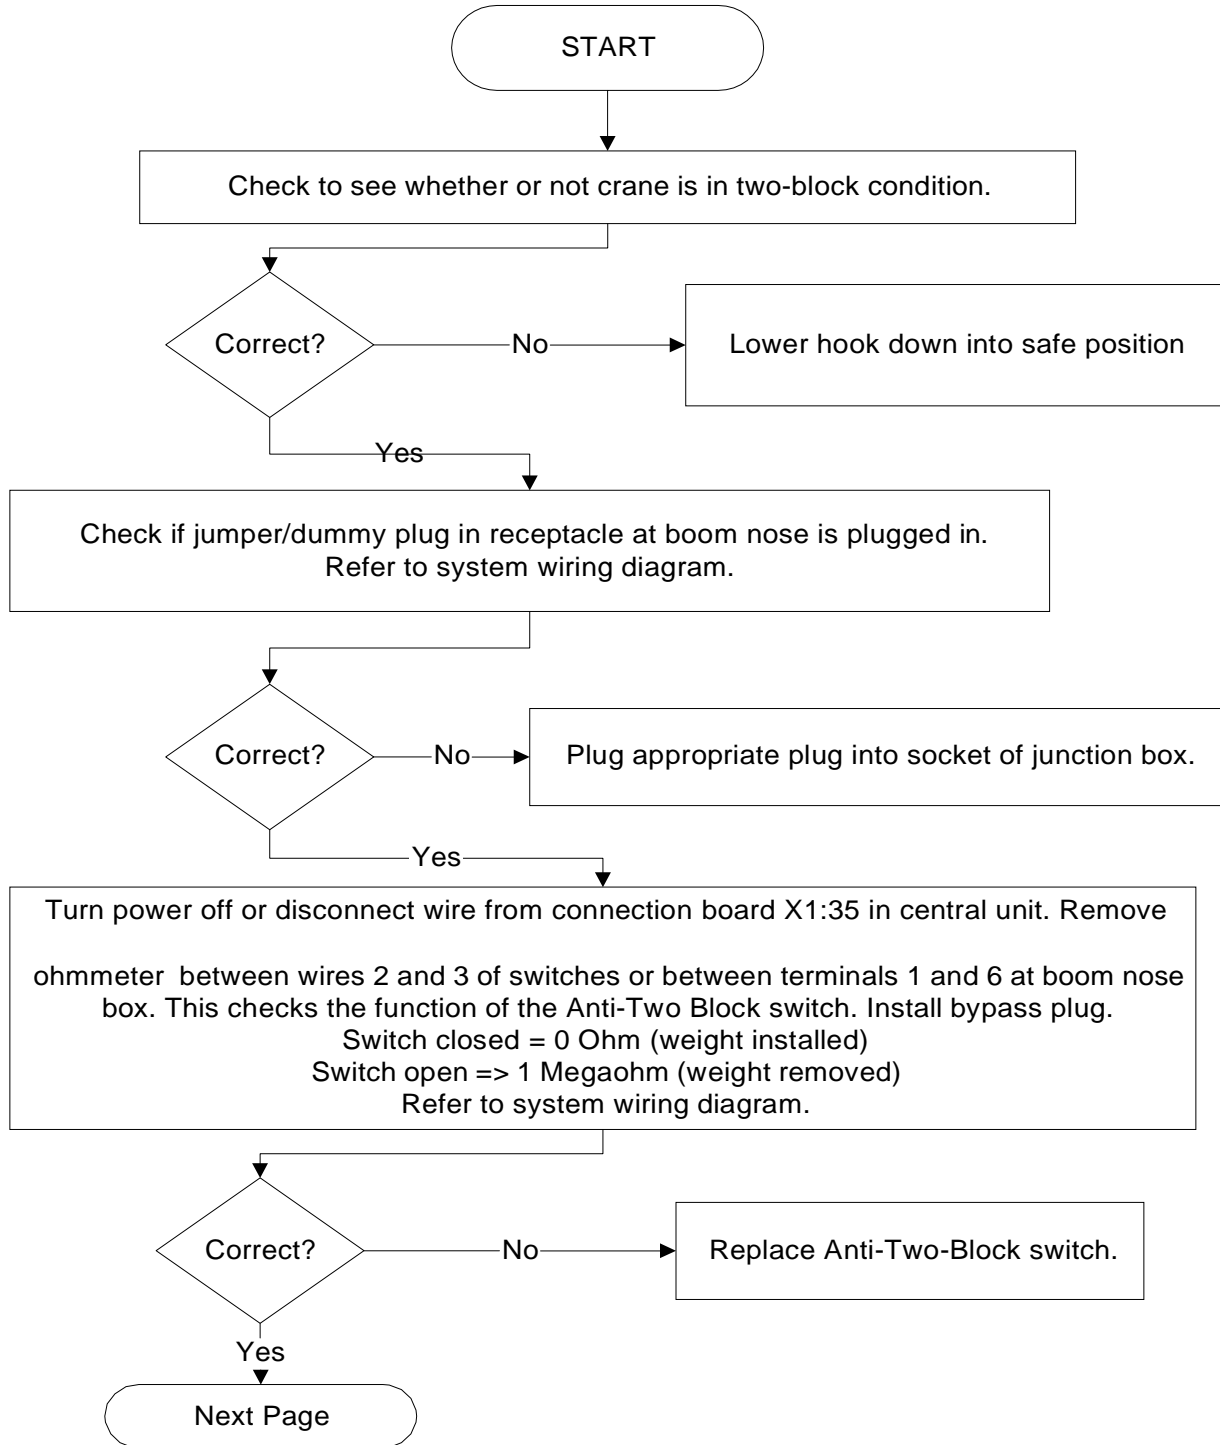 START
Check to see whether or not crane is in two-block condition.
Correct?
No
Lower hook down into safe position
Yes
Check if jumper/dummy plug in receptacle at boom nose is plugged in.
Refer to system wiring diagram.
Correct?
No
Plug appropriate plug into socket of junction box.
Yes
Turn power off or disconnect wire from connection board X1:35 in central unit. Remove
ohmmeter between wires 2 and 3 of switches or between terminals 1 and 6 at boom nose
box. This checks the function of the Anti-Two Block switch. Install bypass plug.
Switch closed = 0 Ohm (weight installed)
Switch open => 1 Megaohm (weight removed)
Refer to system wiring diagram.
Correct?
No
Replace Anti-Two-Block switch.
Yes
Next Page